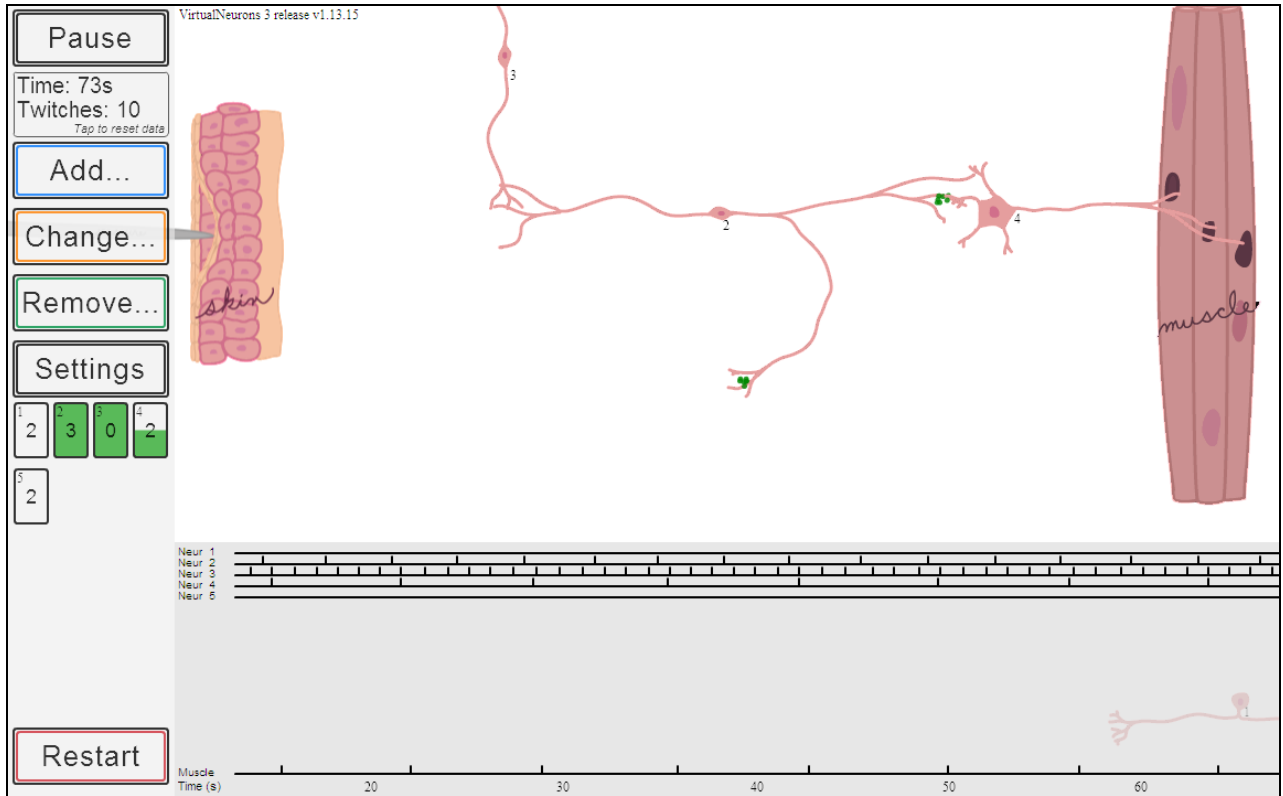 VirtualNeurons 3 release v1.13.15
Pause
Time: 73s
Twitches: 10
Tap to reset data
Add...
Change...
Remove...
Settings
1 2 3 4
2 3 0 2
5
2
Restart
skin
muscle
3
2
4
1
Neur 1
Neur 2
Neur 3
Neur 4
Neur 5
Muscle
Time (s) 20 30 40 50 60